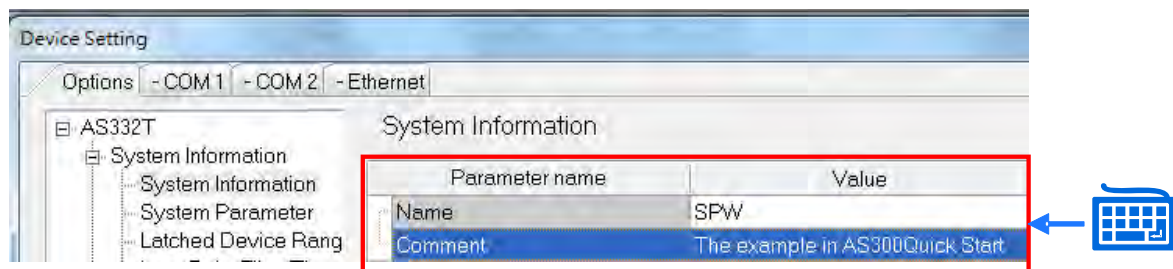 Device Setting
Options - COM 1 - COM 2 - Ethernet
AS332T
System Information
System Information
System Parameter
Latched Device Rang
System Information
Parameter name Value
Name SPW
Comment The example in AS300Quick Start